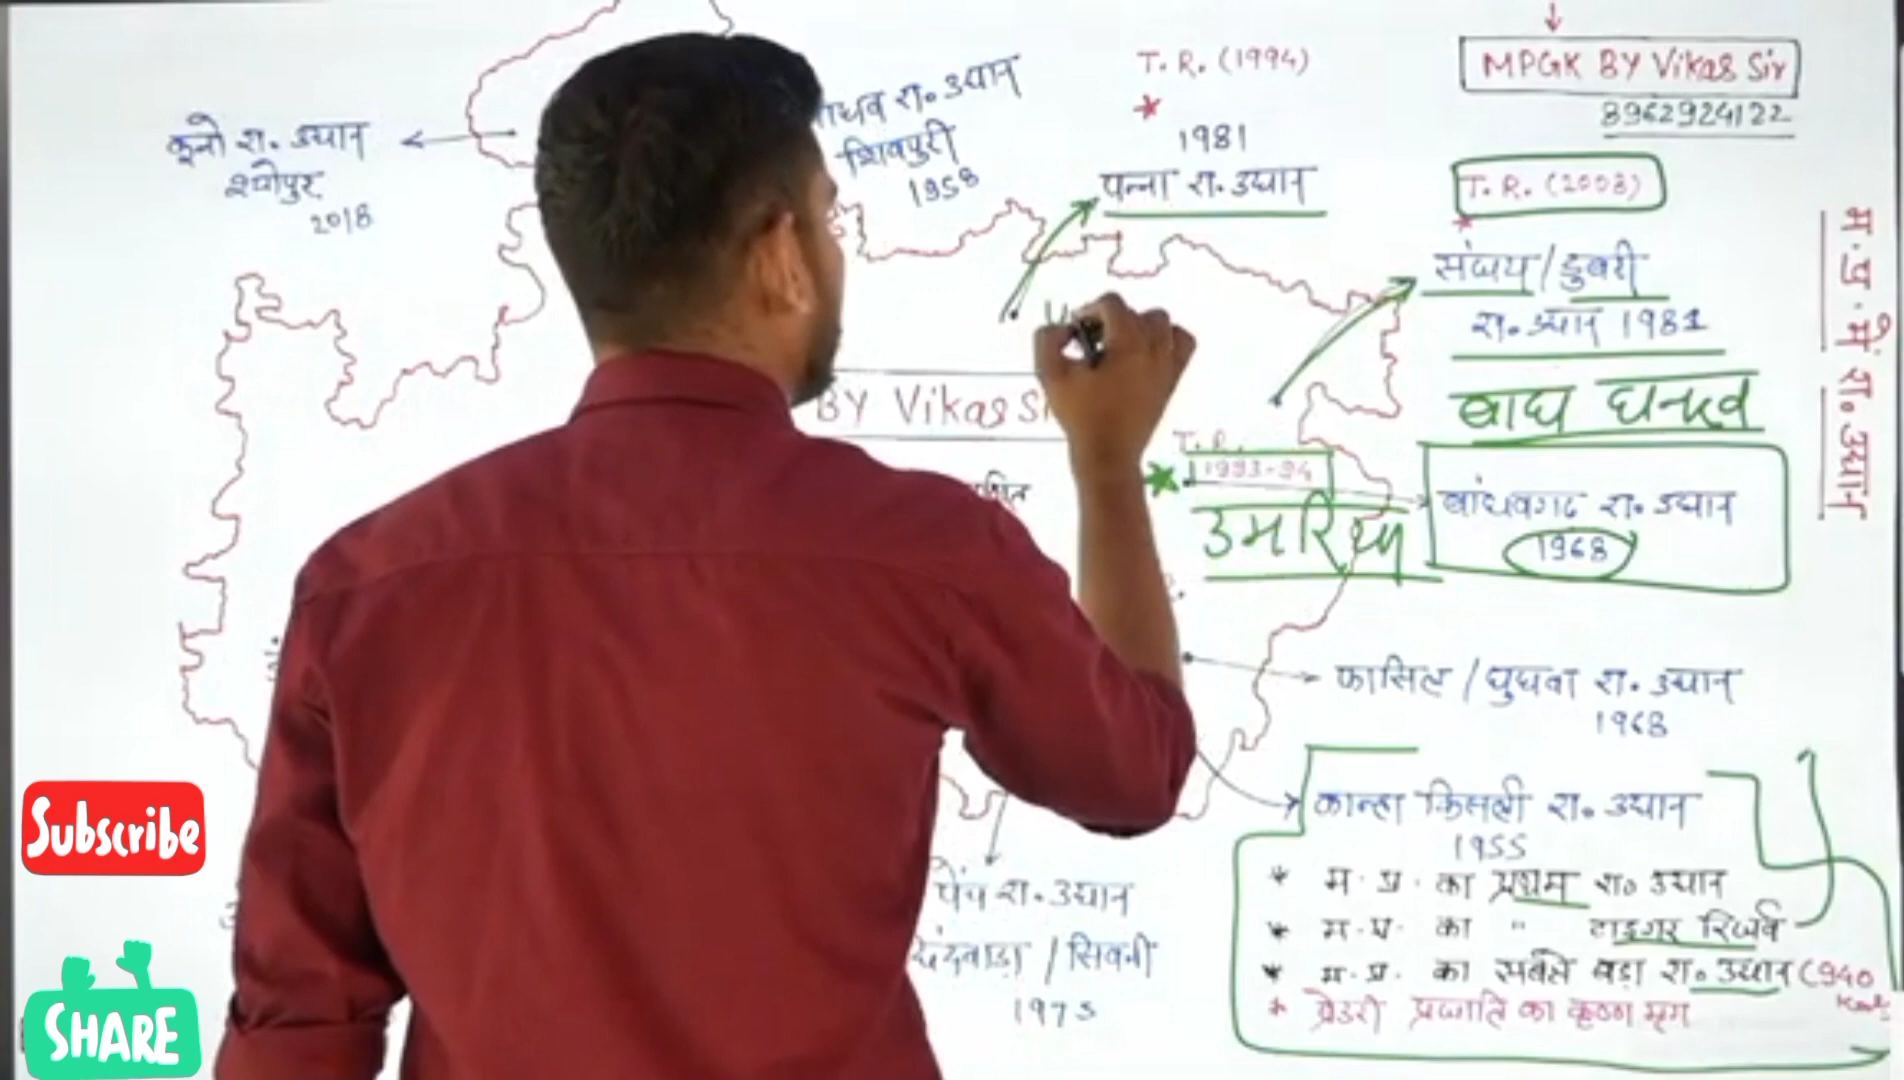 कूनो रा. उद्यान
श्योपुर
2018
ाधव रा. उद्यान
शिवपुरी
1958
T. R. (1994)
1981
पन्ना रा. उद्यान
MPGK BY Vikas Sir
8962924122
T. R. (2008)
संजय/डुबरी
रा. उद्यान 1981
बाघ घनत्व
म.प्र. में रा. उद्यान
BY Vikas Si
T. R.
1993-94
उमरिया
बांधवगढ रा. उद्यान
1968
फासिल / घुघवा रा. उद्यान
1968
कान्हा किसली रा. उद्यान
1955
* म. प्र. का प्रथम रा० उद्यान
* म. प्र. का " टाइगर रिजर्व
* म. प्र. का सबसे बड़ा रा. उद्यान (940
* ब्रेडरी प्रजाति का कृष्ण मृग
पेंच रा. उद्यान
छिंदवाड़ा / सिवनी
1975
Subscribe
SHARE